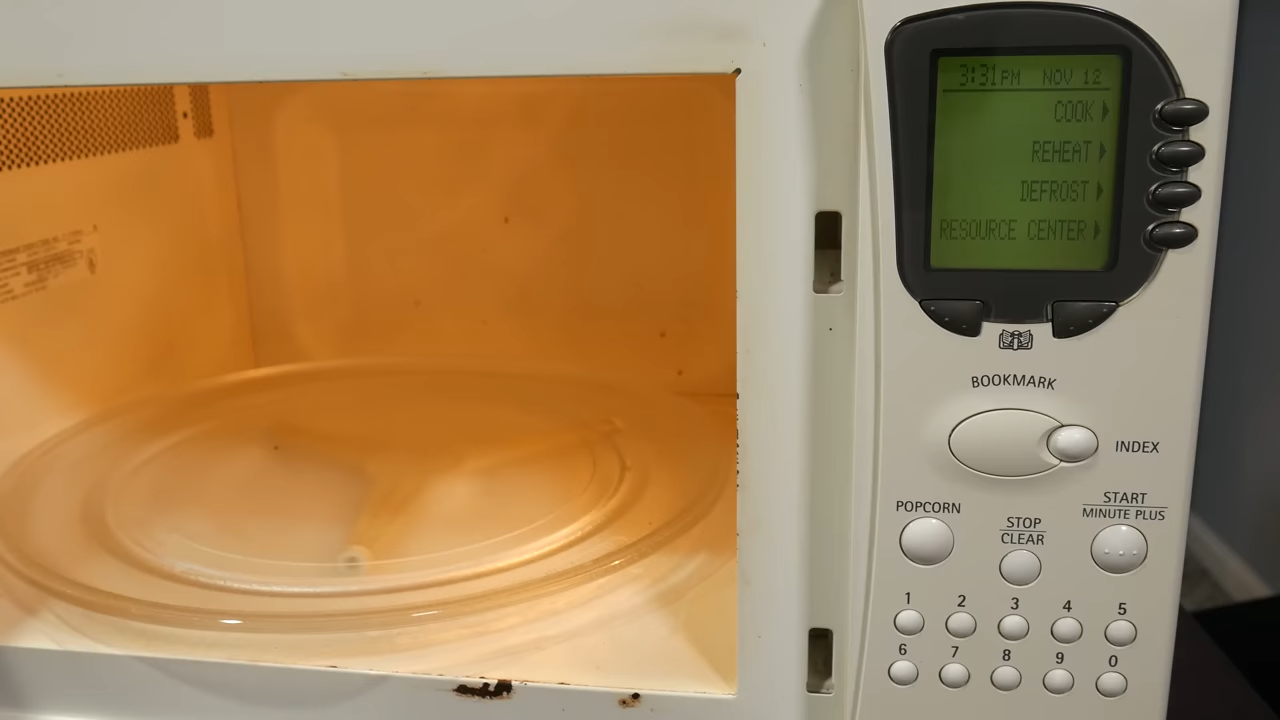 3:31PM NOV 12
COOK
REHEAT
DEFROST
RESOURCE CENTER
BOOKMARK
INDEX
POPCORN
STOP
CLEAR
START
MINUTE PLUS
1 2 3 4 5
6 7 8 9 0